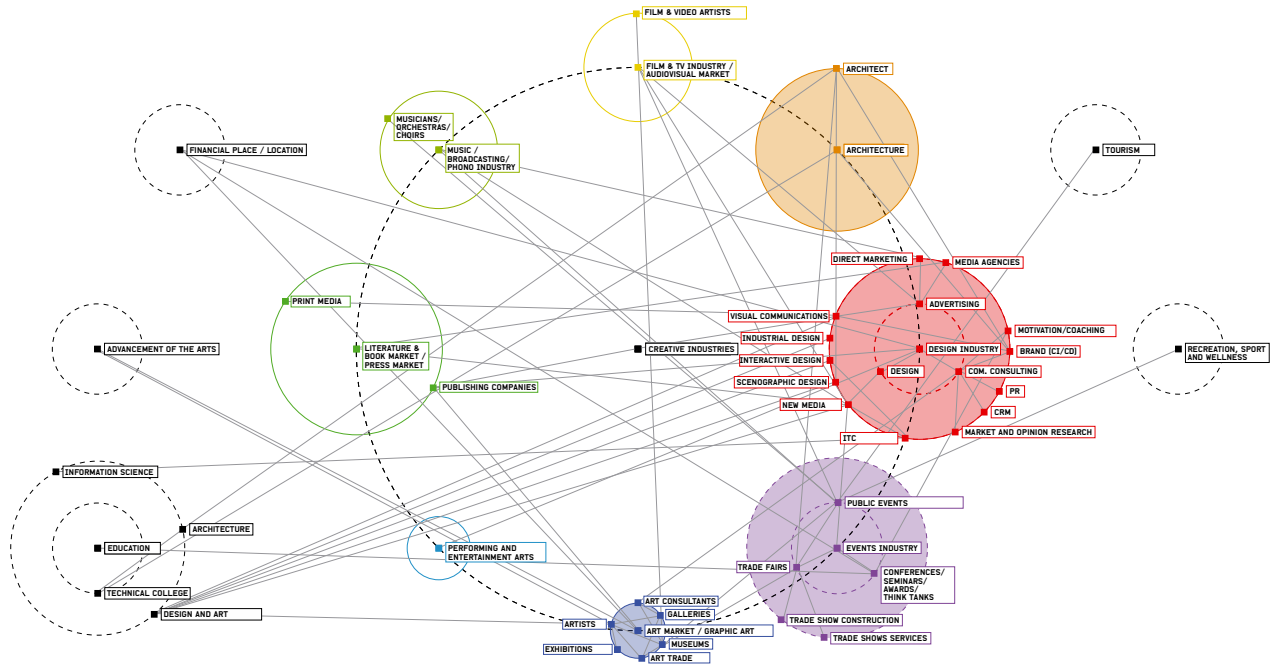 FILM & VIDEO ARTISTS
FILM & TV INDUSTRY /
AUDIOVISUAL MARKET
ARCHITECT
MUSICIANS/
ORCHESTRAS/
CHOIRS
FINANCIAL PLACE / LOCATION
MUSIC /
BROADCASTING/
PHONO INDUSTRY
ARCHITECTURE
TOURISM
DIRECT MARKETING
MEDIA AGENCIES
PRINT MEDIA
ADVERTISING
VISUAL COMMUNICATIONS
MOTIVATION/COACHING
INDUSTRIAL DESIGN
ADVANCEMENT OF THE ARTS
LITERATURE &
BOOK MARKET /
PRESS MARKET
CREATIVE INDUSTRIES
DESIGN INDUSTRY
BRAND (CI/CD)
RECREATION, SPORT
AND WELLNESS
INTERACTIVE DESIGN
DESIGN
COM. CONSULTING
SCENOGRAPHIC DESIGN
PUBLISHING COMPANIES
PR
NEW MEDIA
CRM
ITC
MARKET AND OPINION RESEARCH
INFORMATION SCIENCE
PUBLIC EVENTS
ARCHITECTURE
EDUCATION
PERFORMING AND
ENTERTAINMENT ARTS
EVENTS INDUSTRY
TRADE FAIRS
CONFERENCES/
SEMINARS/
AWARDS/
THINK TANKS
TECHNICAL COLLEGE
ART CONSULTANTS
DESIGN AND ART
GALLERIES
ARTISTS
TRADE SHOW CONSTRUCTION
ART MARKET / GRAPHIC ART
TRADE SHOWS SERVICES
MUSEUMS
EXHIBITIONS
ART TRADE